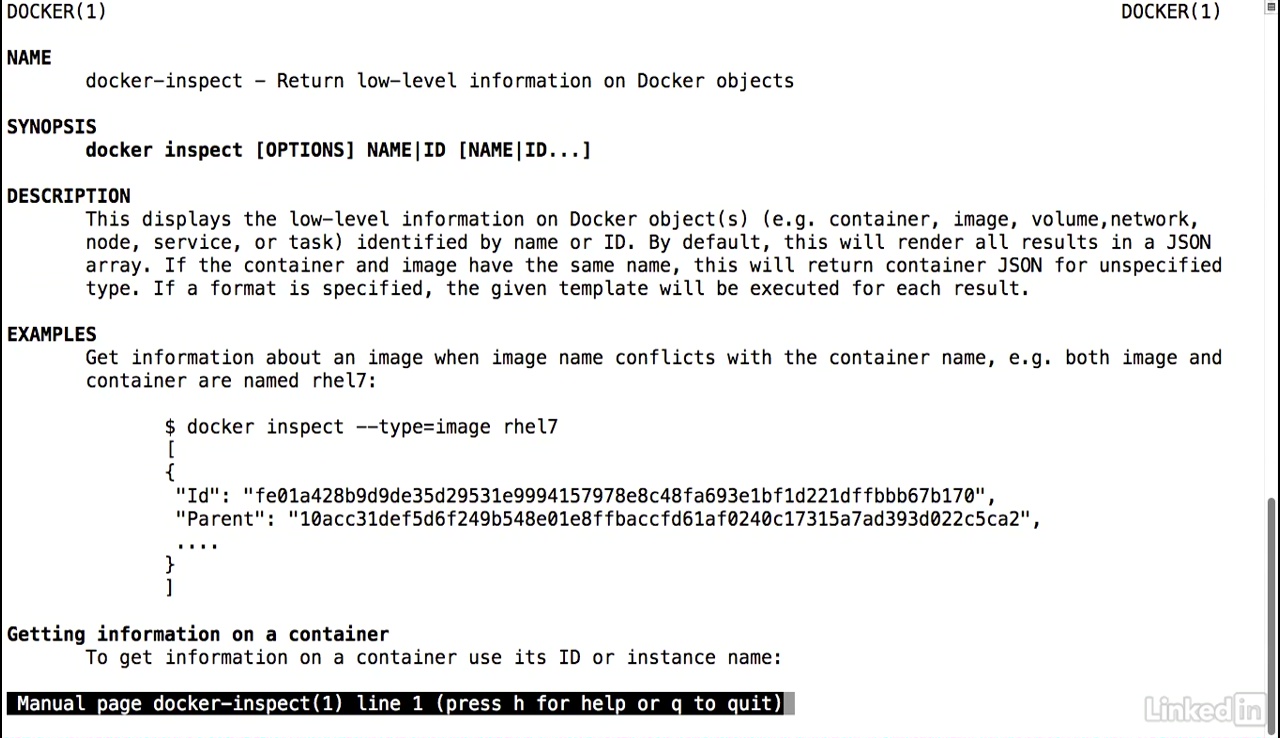 DOCKER(1) DOCKER(1)
NAME
docker-inspect - Return low-level information on Docker objects
SYNOPSIS
docker inspect [OPTIONS] NAME|ID [NAME|ID...]
DESCRIPTION
This displays the low-level information on Docker object(s) (e.g. container, image, volume,network,
node, service, or task) identified by name or ID. By default, this will render all results in a JSON
array. If the container and image have the same name, this will return container JSON for unspecified
type. If a format is specified, the given template will be executed for each result.
EXAMPLES
Get information about an image when image name conflicts with the container name, e.g. both image and
container are named rhel7:
$ docker inspect --type=image rhel7
[
{
"Id": "fe01a428b9d9de35d29531e9994157978e8c48fa693e1bf1d221dffbbb67b170",
"Parent": "10acc31def5d6f249b548e01e8ffbaccfd61af0240c17315a7ad393d022c5ca2",
....
}
]
Getting information on a container
To get information on a container use its ID or instance name:
Manual page docker-inspect(1) line 1 (press h for help or q to quit)
LinkedIn